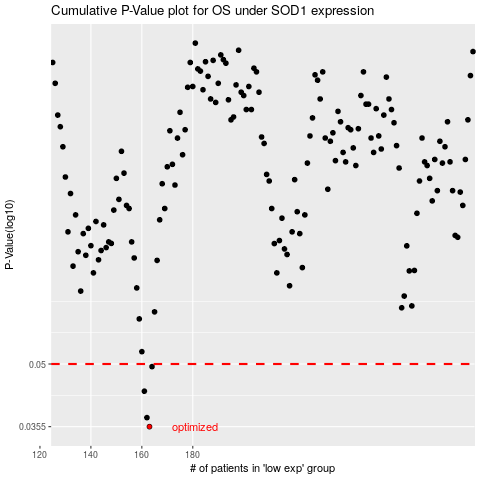 Cumulative P-Value plot for OS under SOD1 expression
P-Value(log10)
0.05
0.0355
optimized
120 140 160 180
# of patients in 'low exp' group